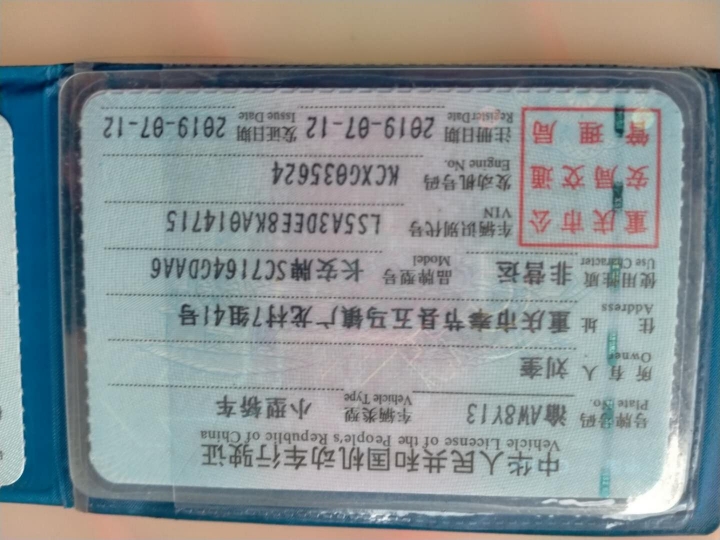 中华人民共和国机动车行驶证
Vehicle License of the People's Republic of China
号牌号码 渝AW8Y13 车辆类型 小型轿车
Plate No. Vehicle Type
所有人 刘奎
Owner
住址 重庆市奉节县五马镇广龙村7组41号
Address
使用性质 非营运 品牌型号 长安牌SC7164GDAA6
Use Character Model
车辆识别代号 LS5A3DEE8KA014715
VIN
发动机号码 KCXG035624
Engine No.
注册日期 2019-07-12 发证日期 2019-07-12
Register Date Issue Date
重庆市公
安局交通
管理局